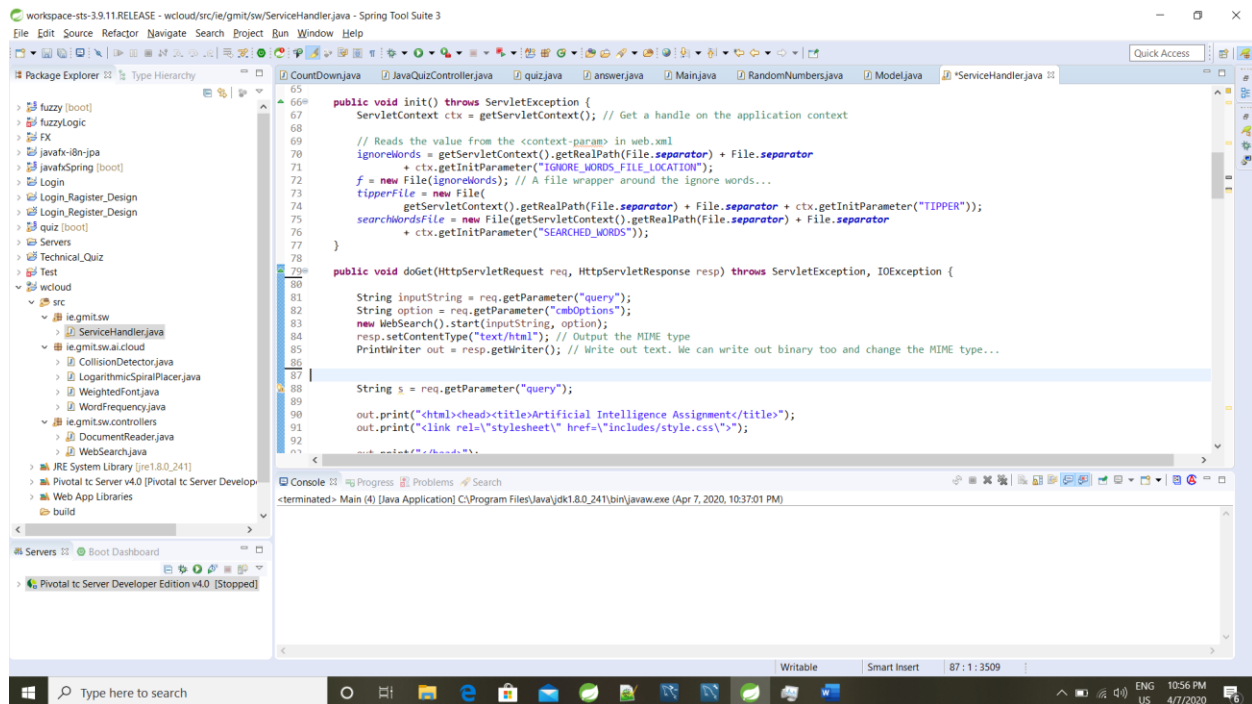 workspace-sts-3.9.11.RELEASE - wcloud/src/ie/gmit/sw/ServiceHandler.java - Spring Tool Suite 3
File Edit Source Refactor Navigate Search Project Run Window Help
Quick Access
Package Explorer Type Hierarchy
CountDown.java JavaQuizController.java quiz.java answer.java Main.java RandomNumbers.java Model.java *ServiceHandler.java
fuzzy [boot]
fuzzyLogic
FX
javafx-i8n-jpa
javafxSpring [boot]
Login
Login_Ragister_Design
Login_Register_Design
quiz [boot]
Servers
Technical_Quiz
Test
wcloud
src
ie.gmit.sw
ServiceHandler.java
ie.gmit.sw.ai.cloud
CollisionDetector.java
LogarithmicSpiralPlacer.java
WeightedFont.java
WordFrequency.java
ie.gmit.sw.controllers
DocumentReader.java
WebSearch.java
JRE System Library [jre1.8.0_241]
Pivotal tc Server v4.0 [Pivotal tc Server Develop
Web App Libraries
build
65
66 public void init() throws ServletException {
67 ServletContext ctx = getServletContext(); // Get a handle on the application context
68
69 // Reads the value from the <context-param> in web.xml
70 ignoreWords = getServletContext().getRealPath(File.separator) + File.separator
71 + ctx.getInitParameter("IGNORE_WORDS_FILE_LOCATION");
72 f = new File(ignoreWords); // A file wrapper around the ignore words...
73 tipperFile = new File(
74 getServletContext().getRealPath(File.separator) + File.separator + ctx.getInitParameter("TIPPER"));
75 searchWordsFile = new File(getServletContext().getRealPath(File.separator) + File.separator
76 + ctx.getInitParameter("SEARCHED_WORDS"));
77 }
78
79 public void doGet(HttpServletRequest req, HttpServletResponse resp) throws ServletException, IOException {
80
81 String inputString = req.getParameter("query");
82 String option = req.getParameter("cmbOptions");
83 new WebSearch().start(inputString, option);
84 resp.setContentType("text/html"); // Output the MIME type
85 PrintWriter out = resp.getWriter(); // Write out text. We can write out binary too and change the MIME type...
86
87
88 String s = req.getParameter("query");
89
90 out.print("<html><head><title>Artificial Intelligence Assignment</title>");
91 out.print("<link rel=\"stylesheet\" href=\"includes/style.css\">");
92
Console Progress Problems Search
<terminated> Main (4) [Java Application] C:\Program Files\Java\jdk1.8.0_241\bin\javaw.exe (Apr 7, 2020, 10:37:01 PM)
Servers Boot Dashboard
Pivotal tc Server Developer Edition v4.0 [Stopped]
Writable Smart Insert 87 : 1 : 3509
Type here to search
ENG 10:56 PM
US 4/7/2020
6